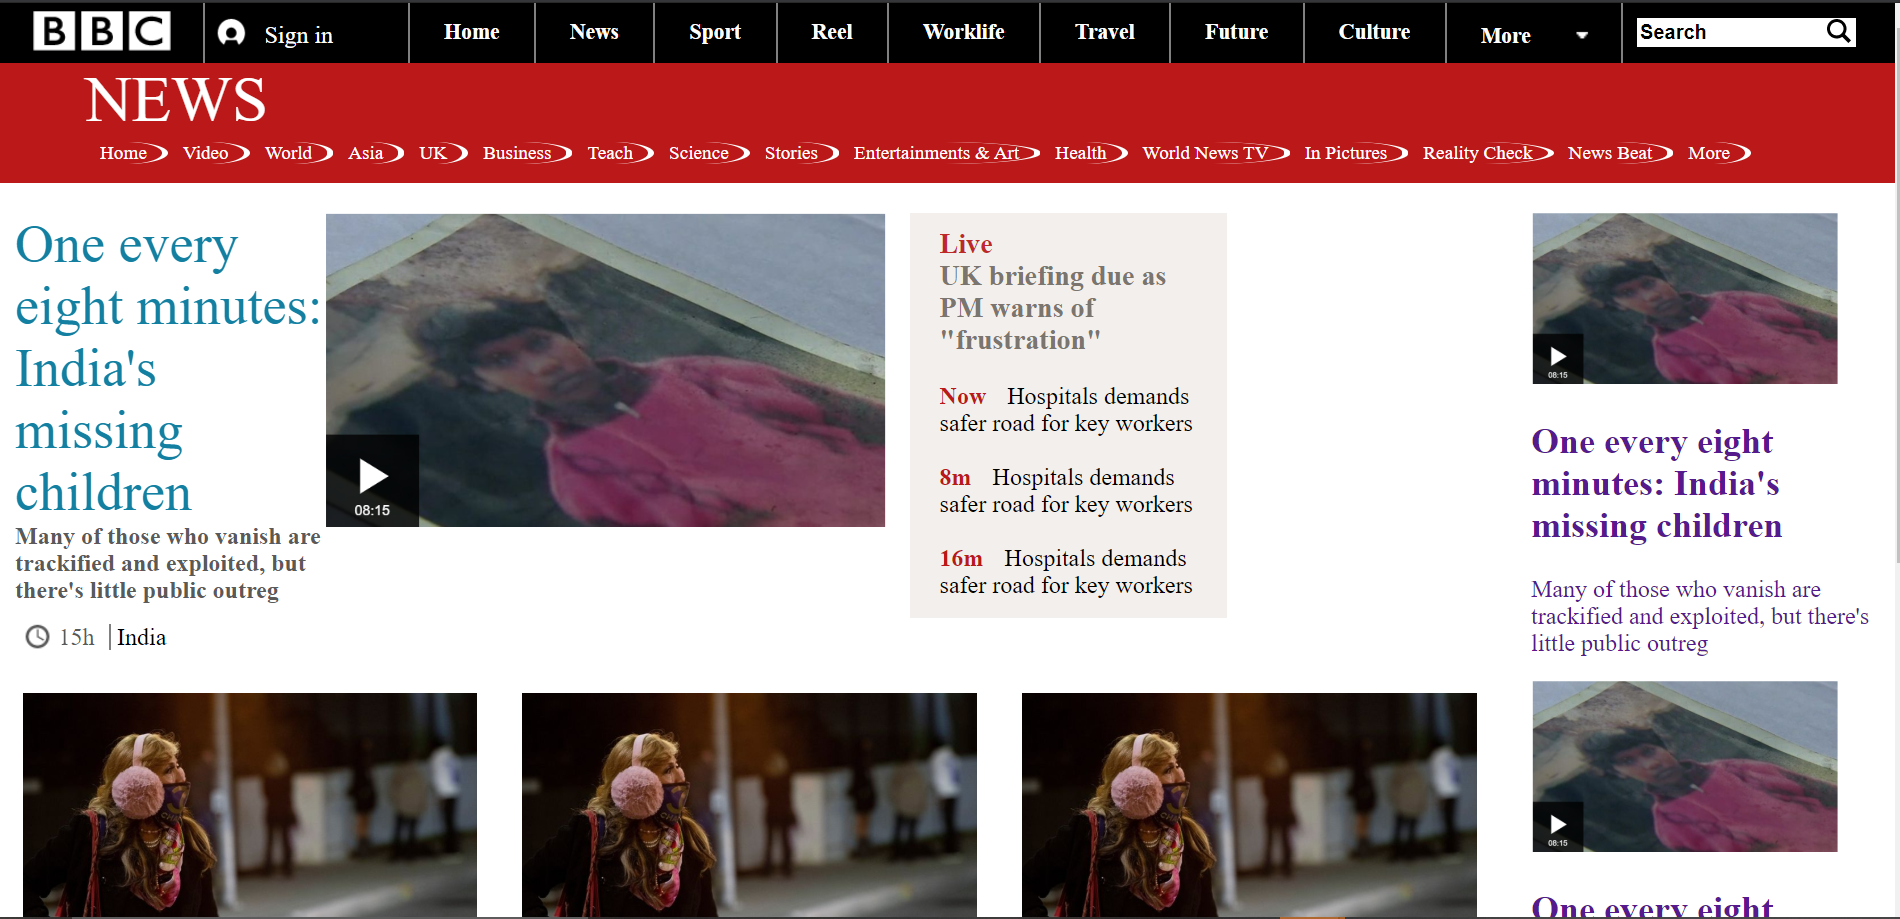 BBC
Sign in
Home
News
Sport
Reel
Worklife
Travel
Future
Culture
More
Search
NEWS
Home
Video
World
Asia
UK
Business
Teach
Science
Stories
Entertainments & Art
Health
World News TV
In Pictures
Reality Check
News Beat
More
One every
eight minutes:
India's
missing
children
Many of those who vanish are
trackified and exploited, but
there's little public outreg
15h
India
08:15
Live
UK briefing due as
PM warns of
"frustration"
Now Hospitals demands
safer road for key workers
8m Hospitals demands
safer road for key workers
16m Hospitals demands
safer road for key workers
08:15
One every eight
minutes: India's
missing children
Many of those who vanish are
trackified and exploited, but there's
little public outreg
08:15
One every eight